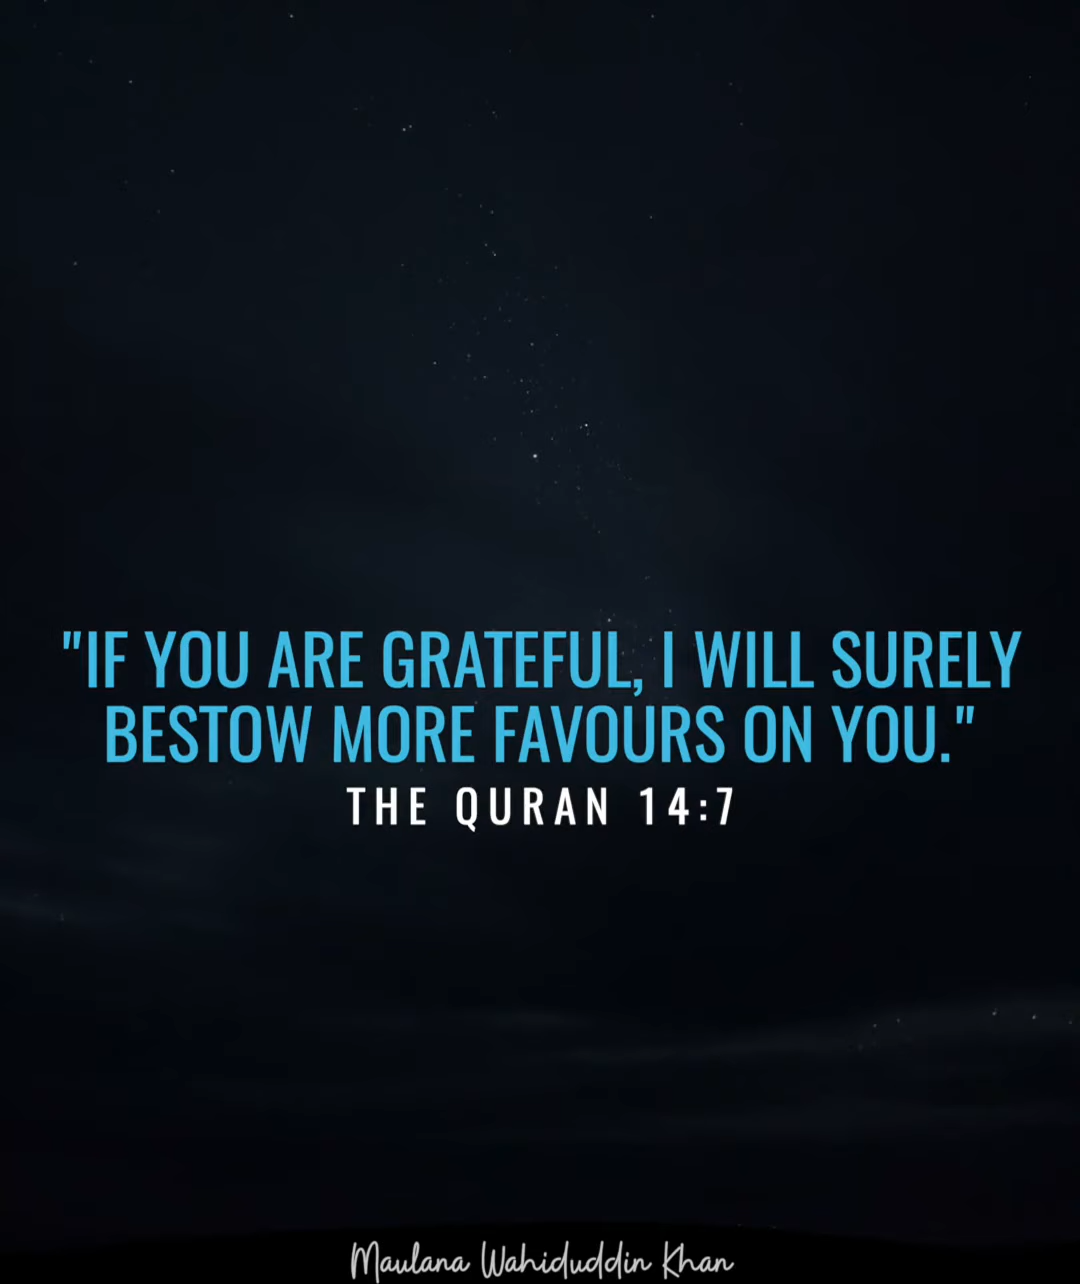 "IF YOU ARE GRATEFUL, I WILL SURELY
BESTOW MORE FAVOURS ON YOU."
THE QURAN 14:7
Maulana Wahiduddin Khan